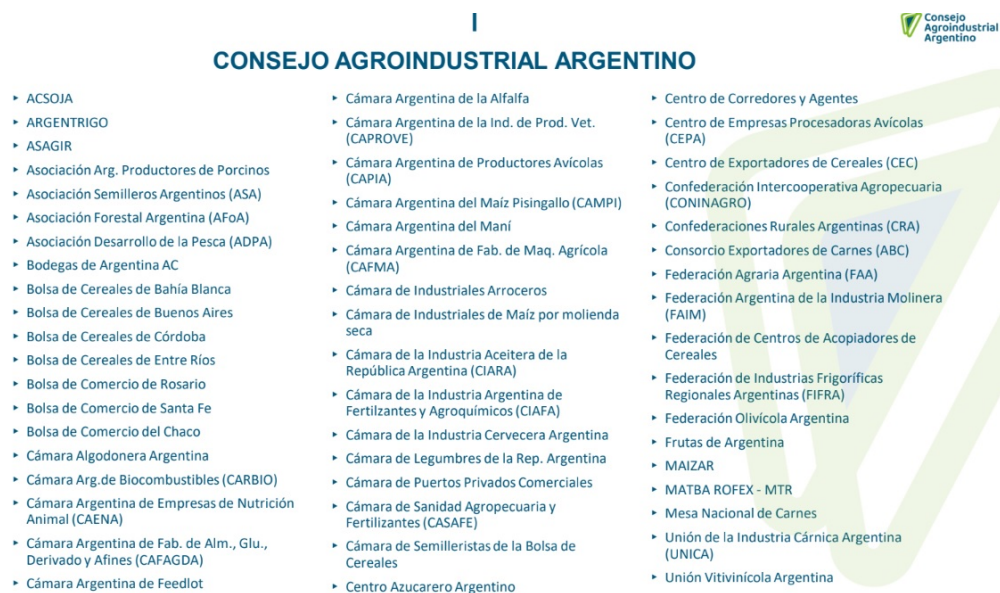 I
Consejo
Agroindustrial
Argentino
CONSEJO AGROINDUSTRIAL ARGENTINO
ACSOJA
ARGENTRIGO
ASAGIR
Asociación Arg. Productores de Porcinos
Asociación Semilleros Argentinos (ASA)
Asociación Forestal Argentina (AFoA)
Asociación Desarrollo de la Pesca (ADPA)
Bodegas de Argentina AC
Bolsa de Cereales de Bahía Blanca
Bolsa de Cereales de Buenos Aires
Bolsa de Cereales de Córdoba
Bolsa de Cereales de Entre Ríos
Bolsa de Comercio de Rosario
Bolsa de Comercio de Santa Fe
Bolsa de Comercio del Chaco
Cámara Algodonera Argentina
Cámara Arg.de Biocombustibles (CARBIO)
Cámara Argentina de Empresas de Nutrición
Animal (CAENA)
Cámara Argentina de Fab. de Alm., Glu.,
Derivado y Afines (CAFAGDA)
Cámara Argentina de Feedlot
Cámara Argentina de la Alfalfa
Cámara Argentina de la Ind. de Prod. Vet.
(CAPROVE)
Cámara Argentina de Productores Avícolas
(CAPIA)
Cámara Argentina del Maíz Pisingallo (CAMPI)
Cámara Argentina del Maní
Cámara Argentina de Fab. de Maq. Agrícola
(CAFMA)
Cámara de Industriales Arroceros
Cámara de Industriales de Maíz por molienda
seca
Cámara de la Industria Aceitera de la
República Argentina (CIARA)
Cámara de la Industria Argentina de
Fertilzantes y Agroquímicos (CIAFA)
Cámara de la Industria Cervecera Argentina
Cámara de Legumbres de la Rep. Argentina
Cámara de Puertos Privados Comerciales
Cámara de Sanidad Agropecuaria y
Fertilizantes (CASAFE)
Cámara de Semilleristas de la Bolsa de
Cereales
Centro Azucarero Argentino
Centro de Corredores y Agentes
Centro de Empresas Procesadoras Avícolas
(CEPA)
Centro de Exportadores de Cereales (CEC)
Confederación Intercooperativa Agropecuaria
(CONINAGRO)
Confederaciones Rurales Argentinas (CRA)
Consorcio Exportadores de Carnes (ABC)
Federación Agraria Argentina (FAA)
Federación Argentina de la Industria Molinera
(FAIM)
Federación de Centros de Acopiadores de
Cereales
Federación de Industrias Frigoríficas
Regionales Argentinas (FIFRA)
Federación Olivícola Argentina
Frutas de Argentina
MAIZAR
MATBA ROFEX - MTR
Mesa Nacional de Carnes
Unión de la Industria Cárnica Argentina
(UNICA)
Unión Vitivinícola Argentina